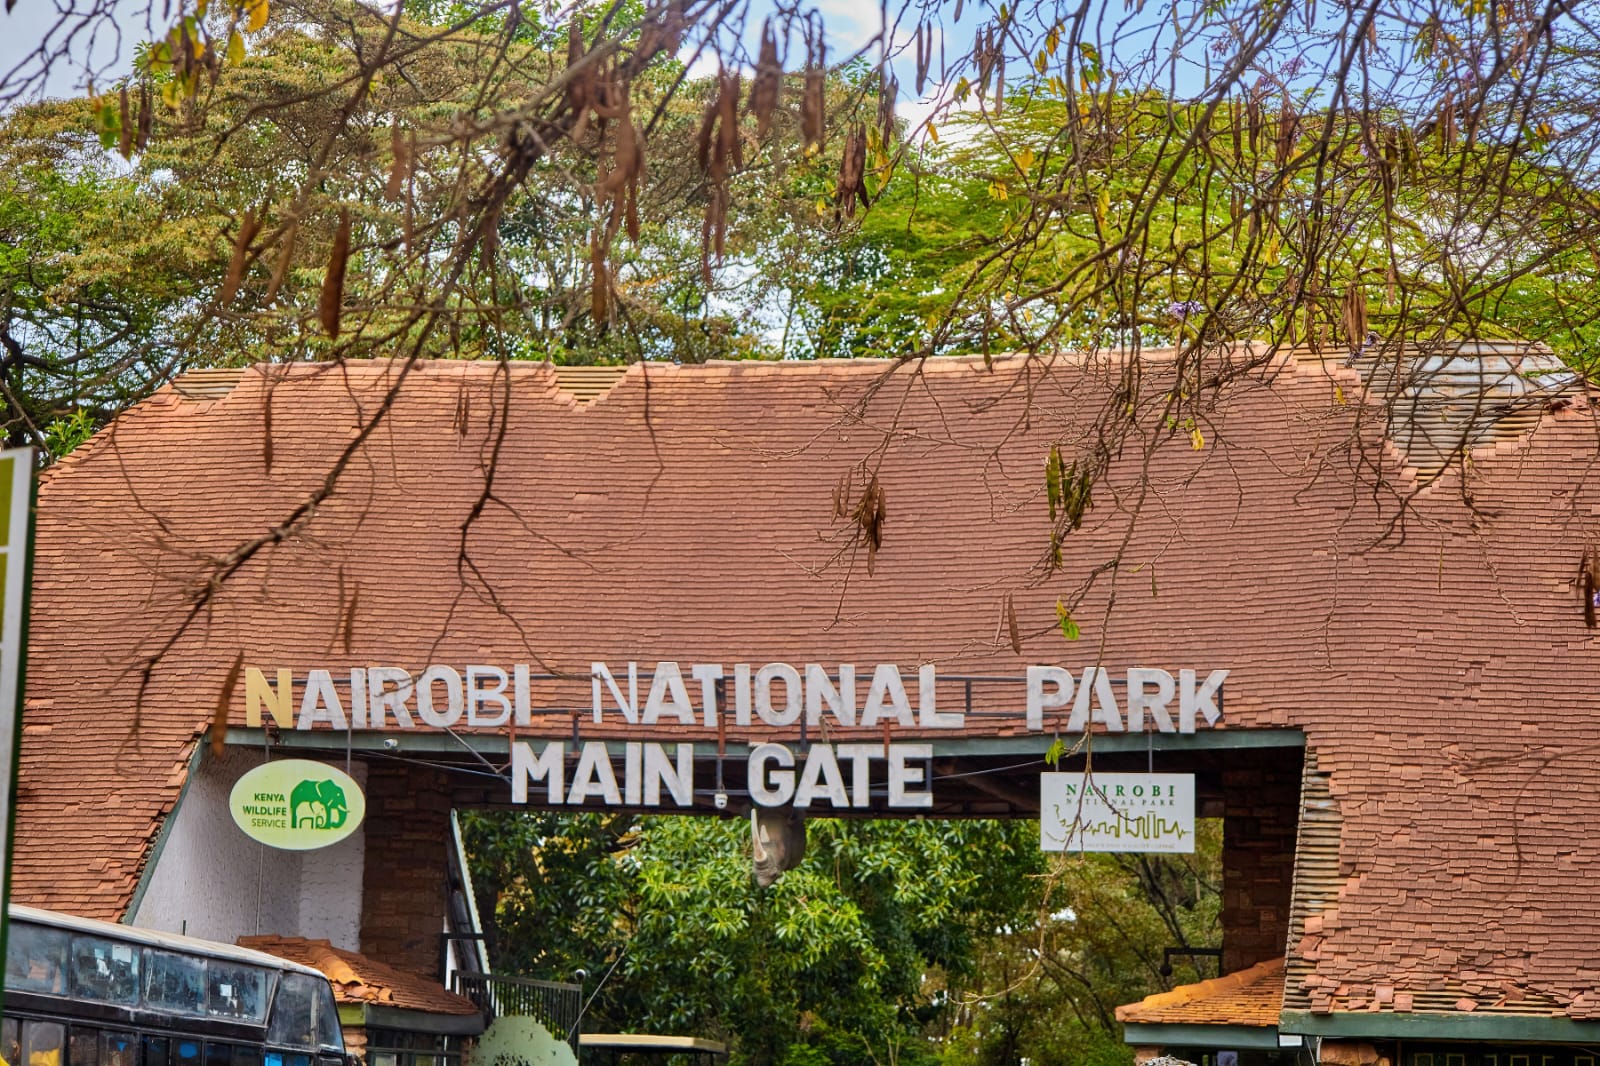 NAIROBI NATIONAL PARK
MAIN GATE
KENYA
WILDLIFE
SERVICE
NAIROBI
NATIONAL PARK